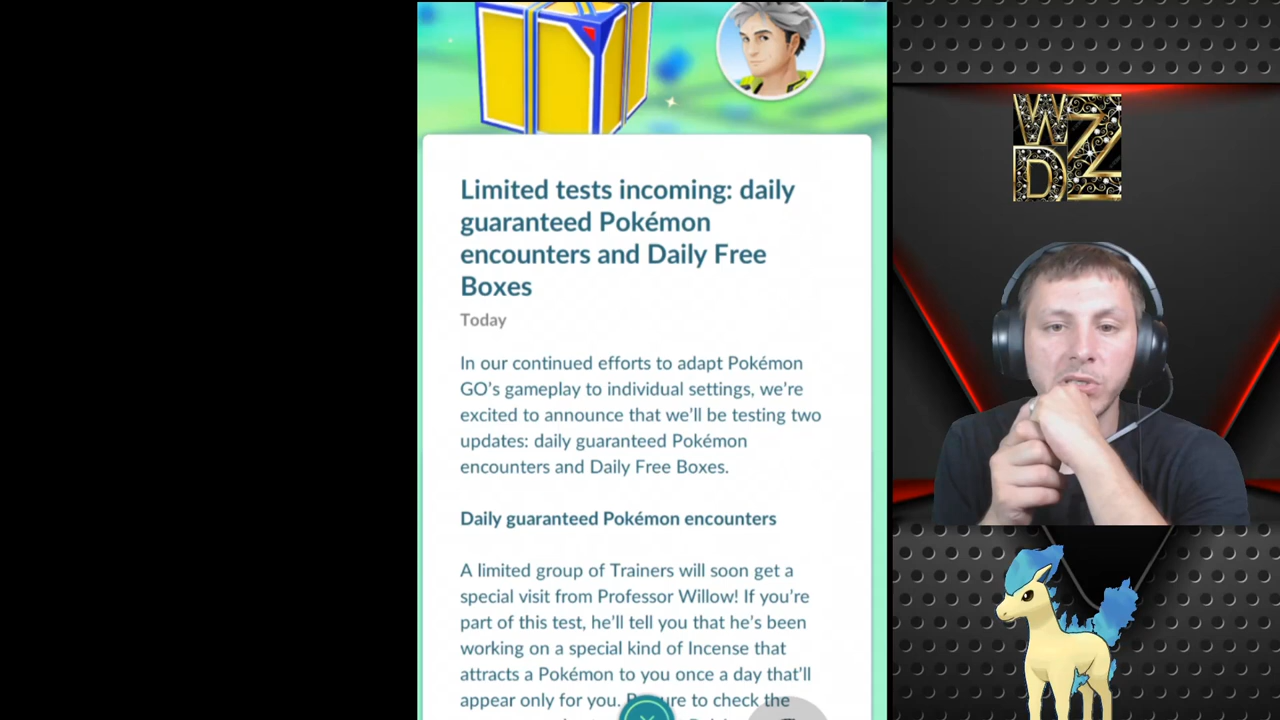 Limited tests incoming: daily
guaranteed Pokémon
encounters and Daily Free
Boxes
Today
In our continued efforts to adapt Pokémon
GO's gameplay to individual settings, we're
excited to announce that we'll be testing two
updates: daily guaranteed Pokémon
encounters and Daily Free Boxes.
Daily guaranteed Pokémon encounters
A limited group of Trainers will soon get a
special visit from Professor Willow! If you're
part of this test, he'll tell you that he's been
working on a special kind of Incense that
attracts a Pokémon to you once a day that'll
appear only for you. sure to check the
W
Z
D